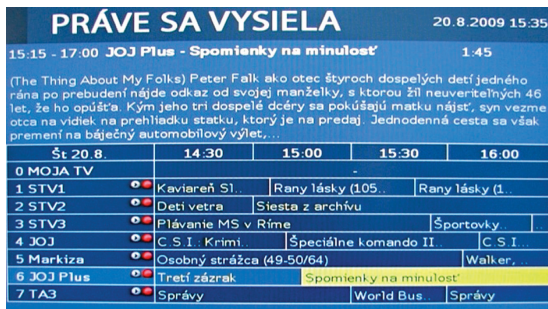 PRÁVE SA VYSIELA 20.8.2009 15:35
15:15 - 17:00 JOJ Plus - Spomienky na minulosť 1:45
(The Thing About My Folks) Peter Falk ako otec štyroch dospelých detí jedného
rána po prebudení nájde odkaz od svojej manželky, s ktorou žil neuveriteľných 46
let, že ho opúšťa. Kým jeho tri dospelé dcéry sa pokúšajú matku nájsť, syn vezme
otca na vidiek na prehliadku statku, ktorý je na predaj. Jednodenná cesta sa však
premení na báječný automobilový výlet,...
Št 20.8. 14:30 15:00 15:30 16:00
0 MOJA TV -
1 STV1 Kaviareň Sl.. Rany lásky (105.. Rany lásky (1..
2 STV2 Deti vetra Siesta z archívu
3 STV3 Plávanie MS v Ríme Športovky.. ..
4 JOJ C.S.I.: Krimi.. Špeciálne komando II.. C.S.I...
5 Markíza Osobný strážca (49-50/64) Walker, ..
6 JOJ Plus Tretí zázrak Spomienky na minulosť
7 TA3 Správy World Bus.. Správy